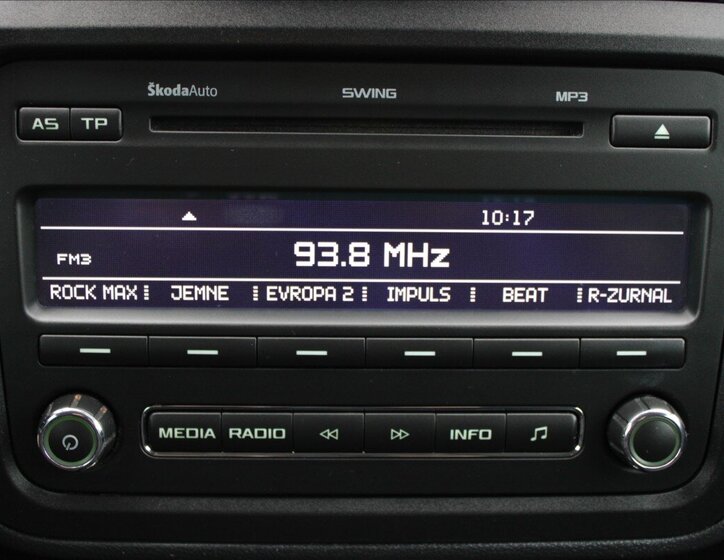 ŠkodaAuto SWING MP3
AS TP
10:17
FM3 93.8 MHz
ROCK MAX JEMNE EVROPA 2 IMPULS BEAT R-ZURNAL
MEDIA RADIO INFO